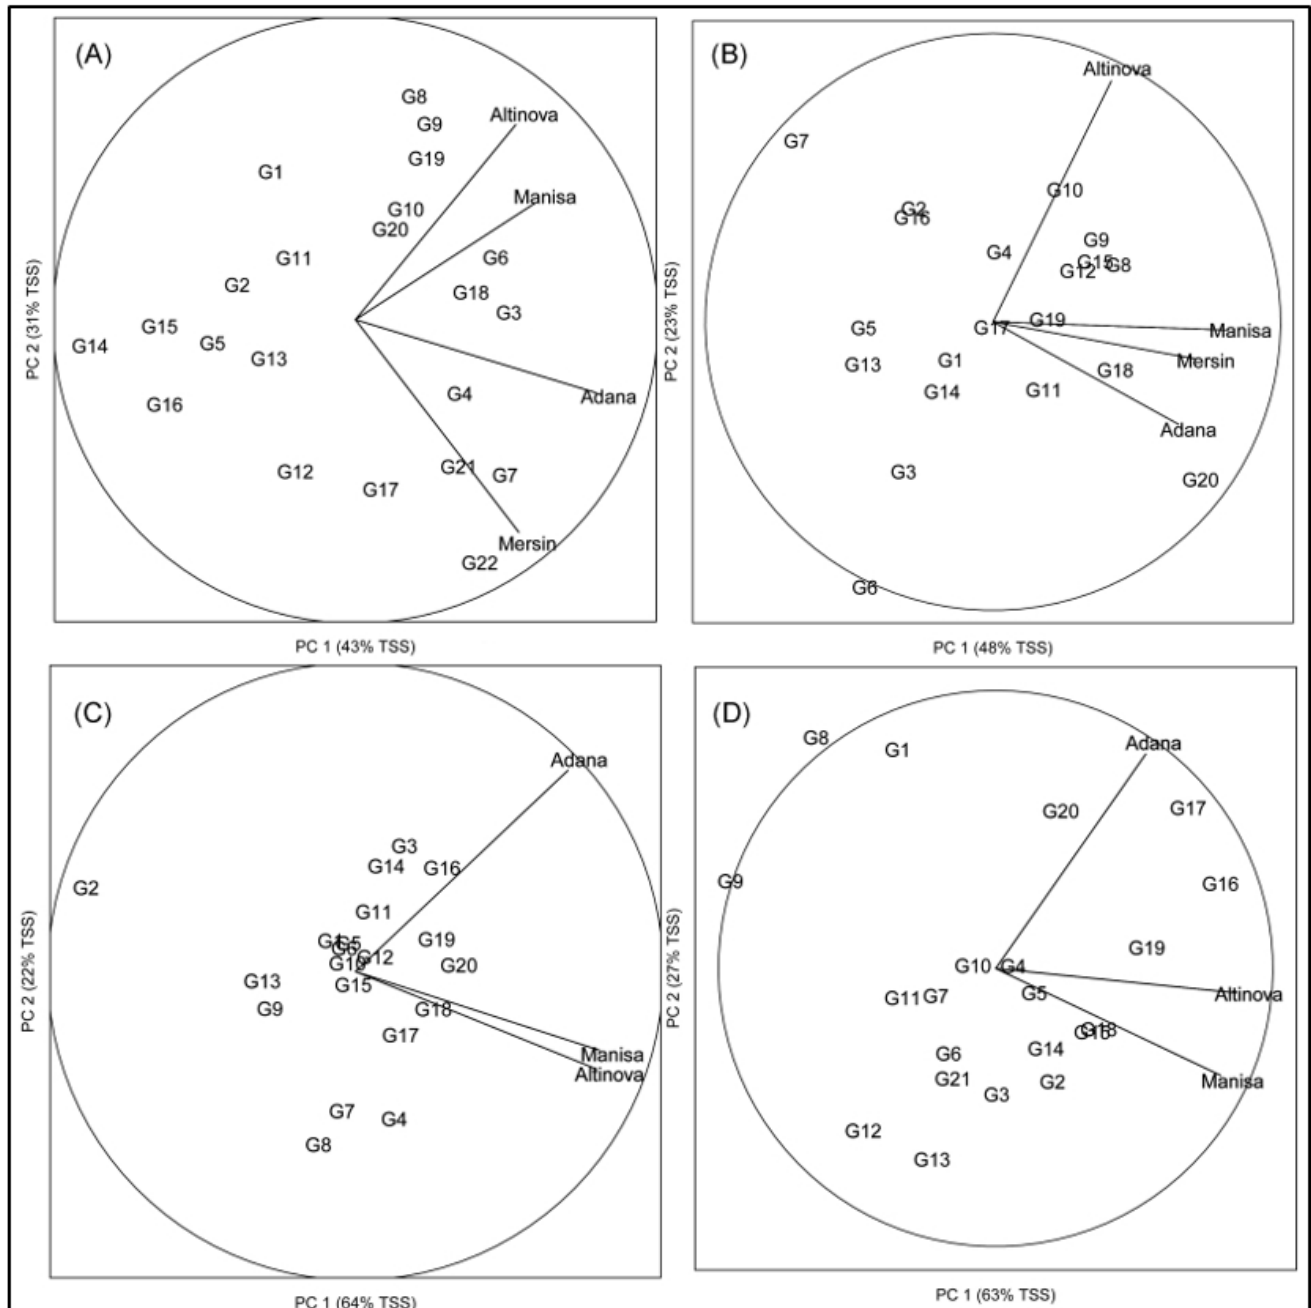 (A)
G8
Altinova
G9
G19
G1
Manisa
G10
G20
G11
G6
G2
G18
G3
G15
G14
G5
G13
G4
Adana
G16
G21
G12
G7
G17
Mersin
G22
PC 2 (31% TSS)
PC 1 (43% TSS)
(B)
Altinova
G7
G10
G2
G16
G9
G4
G15
G8
G12
G19
G5
G17
Manisa
G1
Mersin
G13
G18
G14
G11
Adana
G3
G20
G6
PC 2 (23% TSS)
PC 1 (48% TSS)
(C)
Adana
G3
G14
G16
G2
G11
G1
G5
G6
G19
G12
G10
G20
G13
G15
G9
G18
G17
Manisa
Altinova
G7
G4
G8
PC 2 (22% TSS)
PC 1 (64% TSS)
(D)
G8
G1
Adana
G20
G17
G9
G16
G19
G10
G4
G11
G7
G5
Altinova
G18
G15
G14
G6
G21
G2
Manisa
G3
G12
G13
PC 2 (27% TSS)
PC 1 (63% TSS)